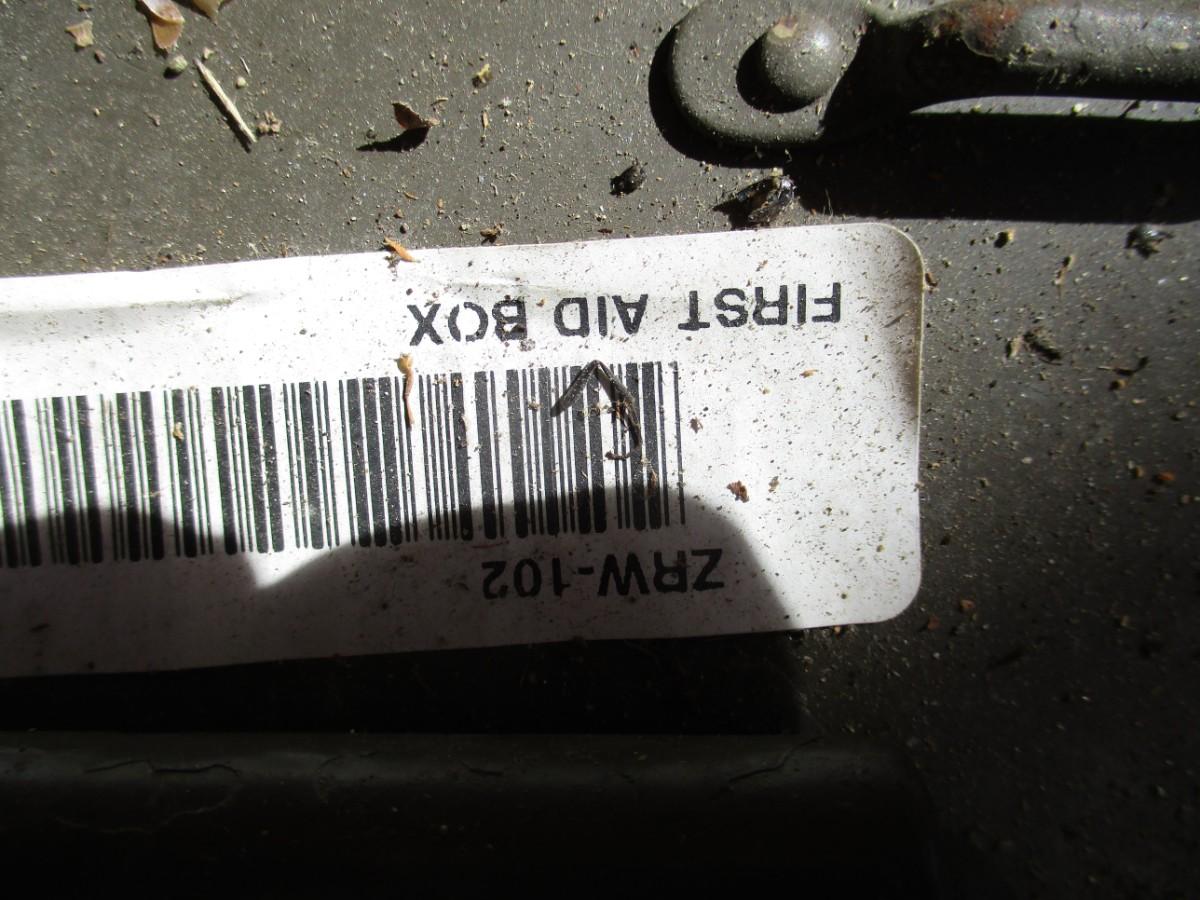 ZRW-102
FIRST AID BOX